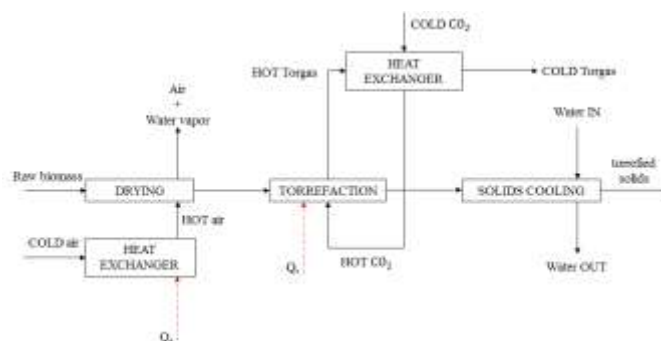 COLD CO₂
HEAT
EXCHANGER
HOT Torgas
COLD Torgas
Air
+
Water vapor
Water IN
Raw biomass
DRYING
TORREFACTION
SOLIDS COOLING
torrefied
solids
HOT air
COLD air
HEAT
EXCHANGER
HOT CO₂
Water OUT